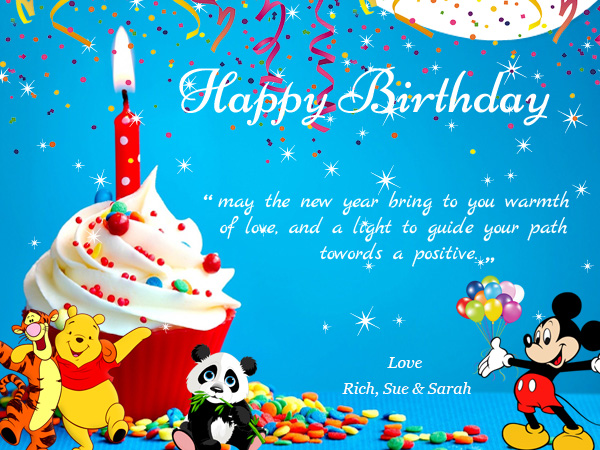 Happy Birthday
“ may the new year bring to you warmth
of love, and a light to guide your path
towords a positive. „
Love
Rich, Sue & Sarah